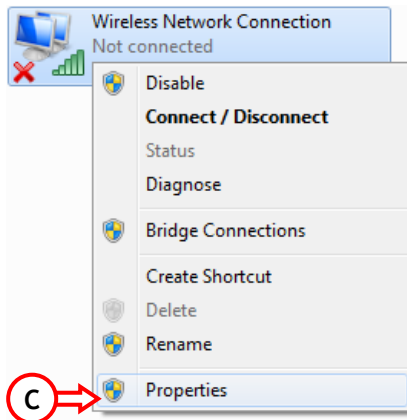 Wireless Network Connection
Not connected
Disable
Connect / Disconnect
Status
Diagnose
Bridge Connections
Create Shortcut
Delete
Rename
C
Properties